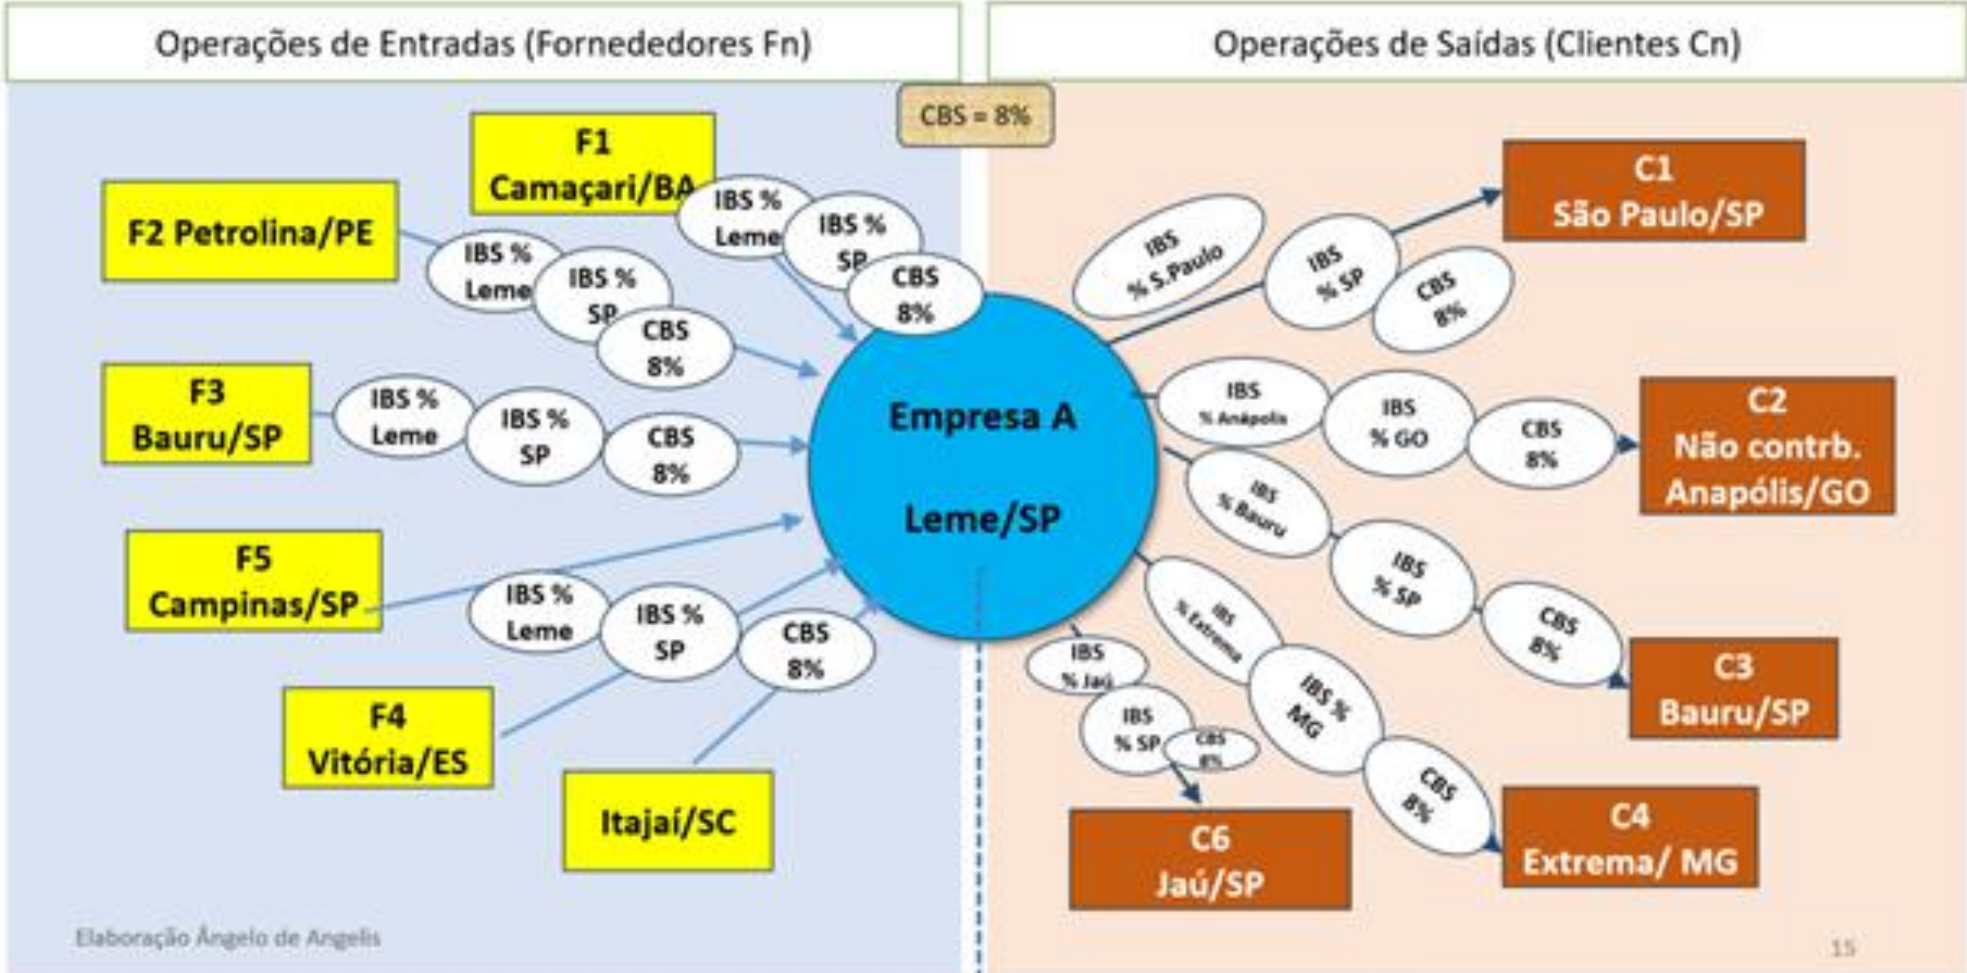 Operações de Entradas (Fornededores Fn)
Operações de Saídas (Clientes Cn)
CBS = 8%
F1
Camaçari/BA
IBS %
Leme
IBS %
SP
CBS
8%
F2 Petrolina/PE
IBS %
Leme
IBS %
SP
CBS
8%
F3
Bauru/SP
IBS %
Leme
IBS %
SP
CBS
8%
F5
Campinas/SP
IBS %
Leme
IBS %
SP
CBS
8%
F4
Vitória/ES
Itajaí/SC
Empresa A
Leme/SP
IBS
% S.Paulo
IBS
% SP
CBS
8%
C1
São Paulo/SP
IBS
% Anápolis
IBS
% GO
CBS
8%
C2
Não contrb.
Anapólis/GO
IBS
% Bauru
IBS
% SP
CBS
8%
C3
Bauru/SP
IBS
% Extrema
IBS %
MG
CBS
8%
C4
Extrema/ MG
IBS
% Jaú
IBS
% SP
CBS
8%
C6
Jaú/SP
Elaboração Ângelo de Angelis
15